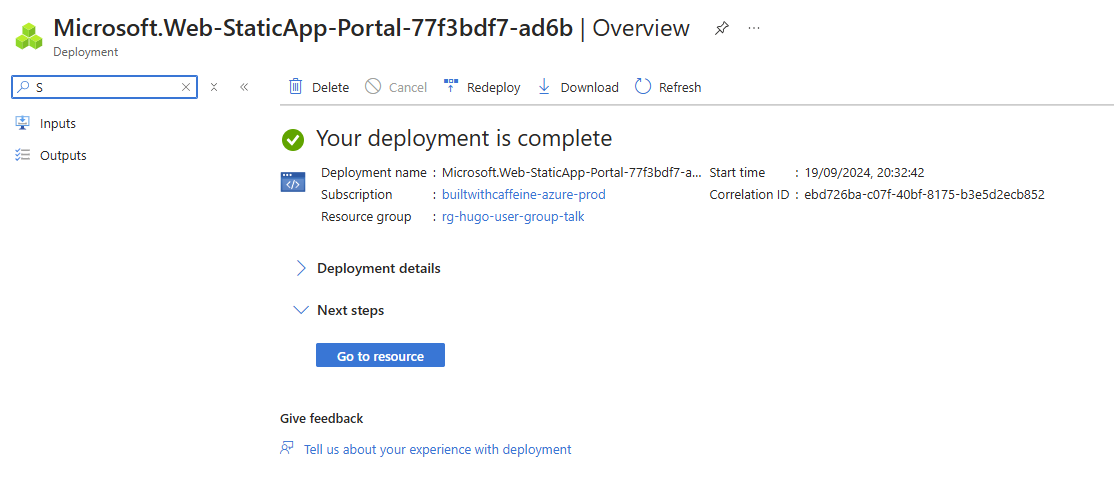 Microsoft.Web-StaticApp-Portal-77f3bdf7-ad6b | Overview
Deployment
S
Inputs
Outputs
Delete Cancel Redeploy Download Refresh
Your deployment is complete
Deployment name : Microsoft.Web-StaticApp-Portal-77f3bdf7-a... Start time : 19/09/2024, 20:32:42
Subscription : builtwithcaffeine-azure-prod Correlation ID : ebd726ba-c07f-40bf-8175-b3e5d2ecb852
Resource group : rg-hugo-user-group-talk
Deployment details
Next steps
Go to resource
Give feedback
Tell us about your experience with deployment